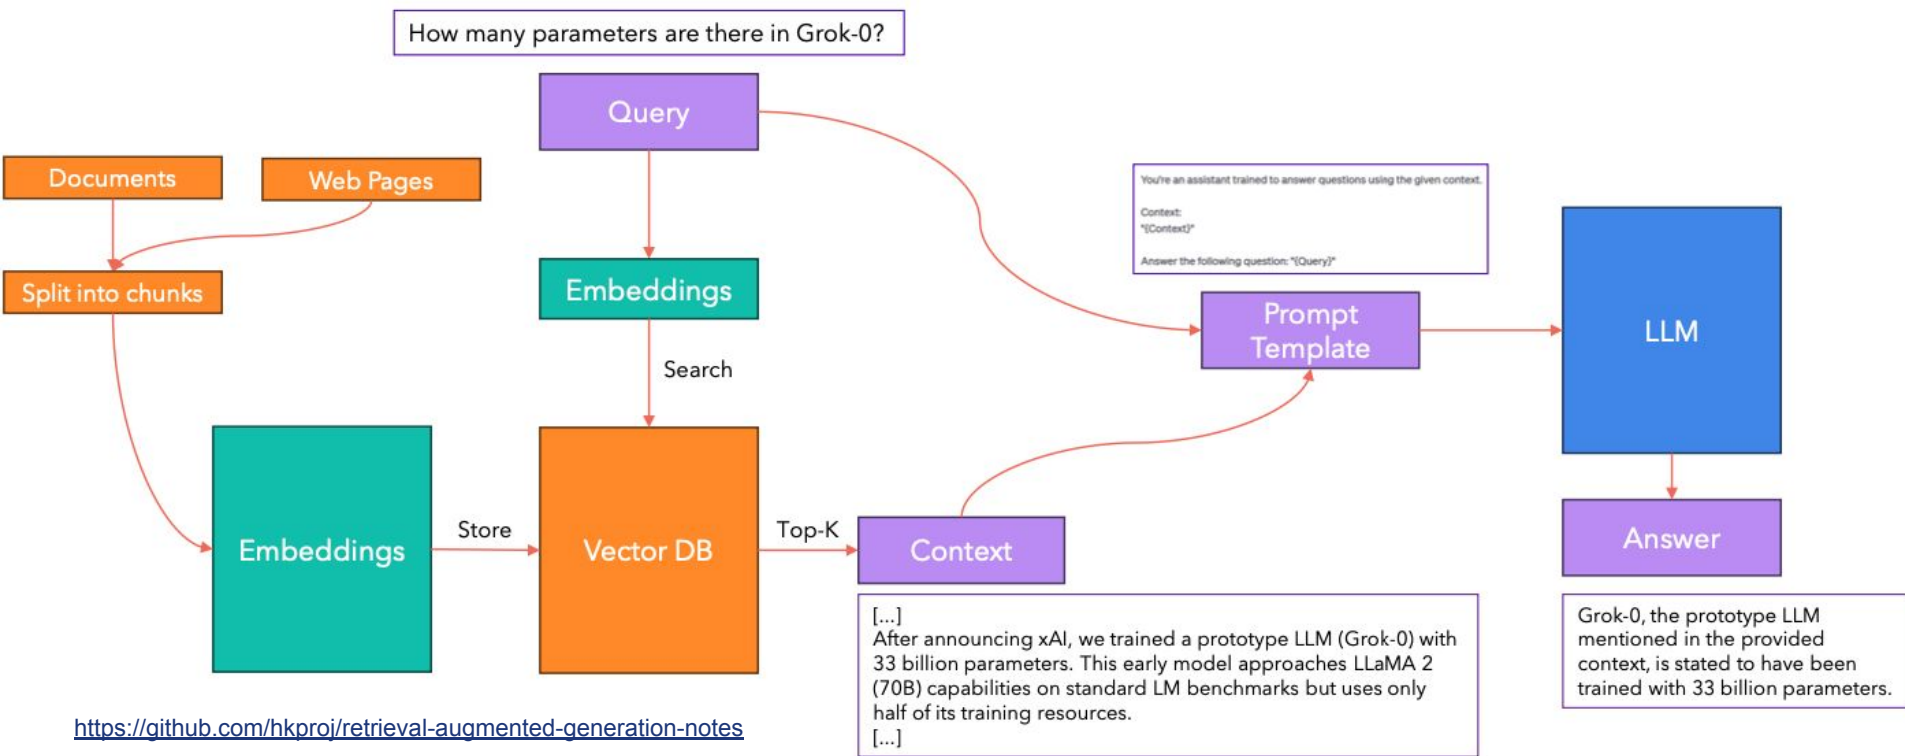 How many parameters are there in Grok-0?
Query
Documents
Web Pages
You're an assistant trained to answer questions using the given context.
Context:
"{Context}"
Answer the following question: "{Query}"
Split into chunks
Embeddings
Prompt
Template
LLM
Search
Embeddings
Store
Vector DB
Top-K
Context
Answer
[...]
After announcing xAI, we trained a prototype LLM (Grok-0) with
33 billion parameters. This early model approaches LLaMA 2
(70B) capabilities on standard LM benchmarks but uses only
half of its training resources.
[...]
Grok-0, the prototype LLM
mentioned in the provided
context, is stated to have been
trained with 33 billion parameters.
https://github.com/hkproj/retrieval-augmented-generation-notes